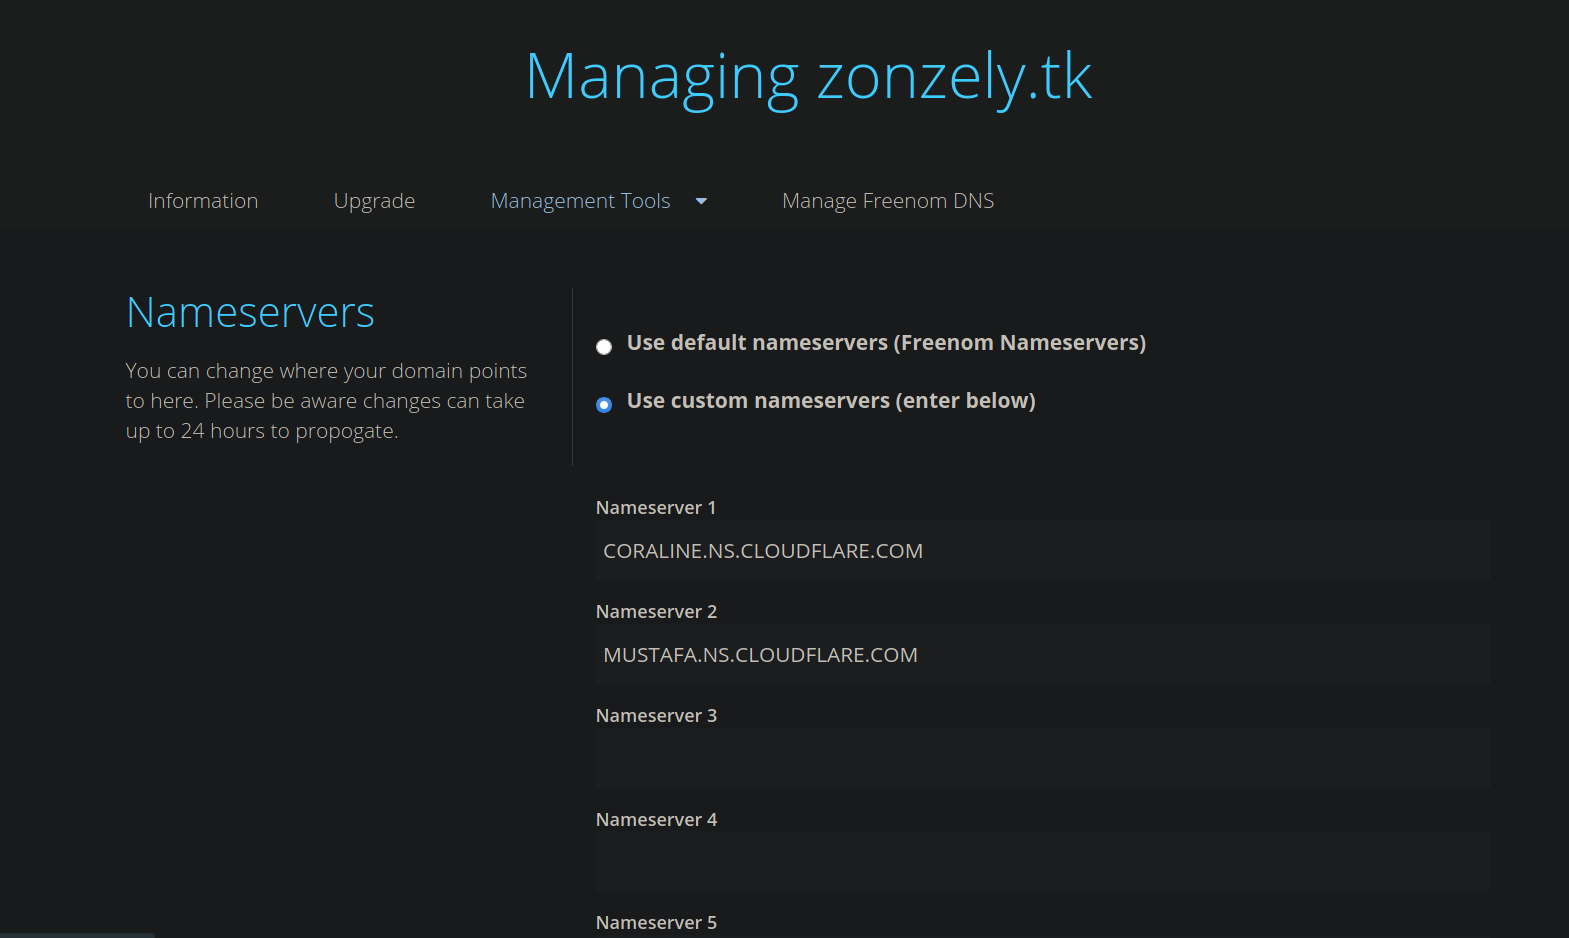 Managing zonzely.tk
Information Upgrade Management Tools Manage Freenom DNS
Nameservers
You can change where your domain points
to here. Please be aware changes can take
up to 24 hours to propogate.
Use default nameservers (Freenom Nameservers)
Use custom nameservers (enter below)
Nameserver 1
CORALINE.NS.CLOUDFLARE.COM
Nameserver 2
MUSTAFA.NS.CLOUDFLARE.COM
Nameserver 3
Nameserver 4
Nameserver 5